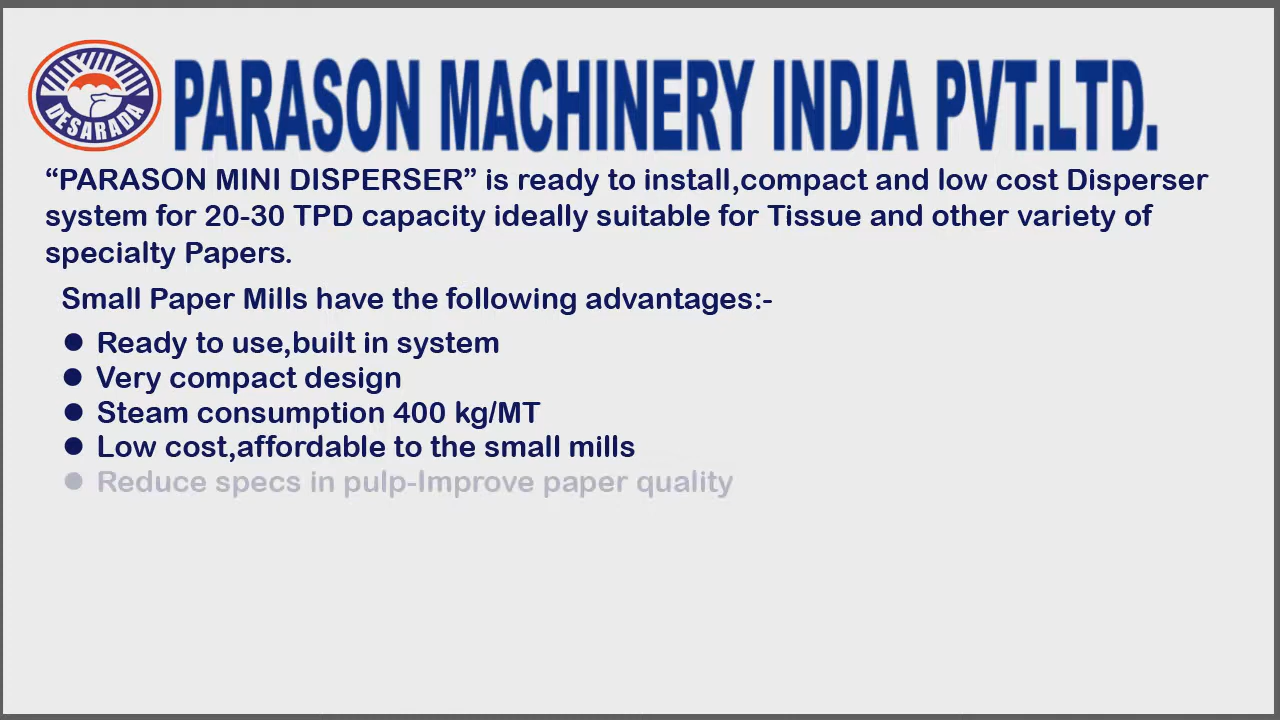 DESARADA
PARASON MACHINERY INDIA PVT.LTD.
“PARASON MINI DISPERSER” is ready to install,compact and low cost Disperser
system for 20-30 TPD capacity ideally suitable for Tissue and other variety of
specialty Papers.
Small Paper Mills have the following advantages:-
● Ready to use,built in system
● Very compact design
● Steam consumption 400 kg/MT
● Low cost,affordable to the small mills
● Reduce specs in pulp-Improve paper quality